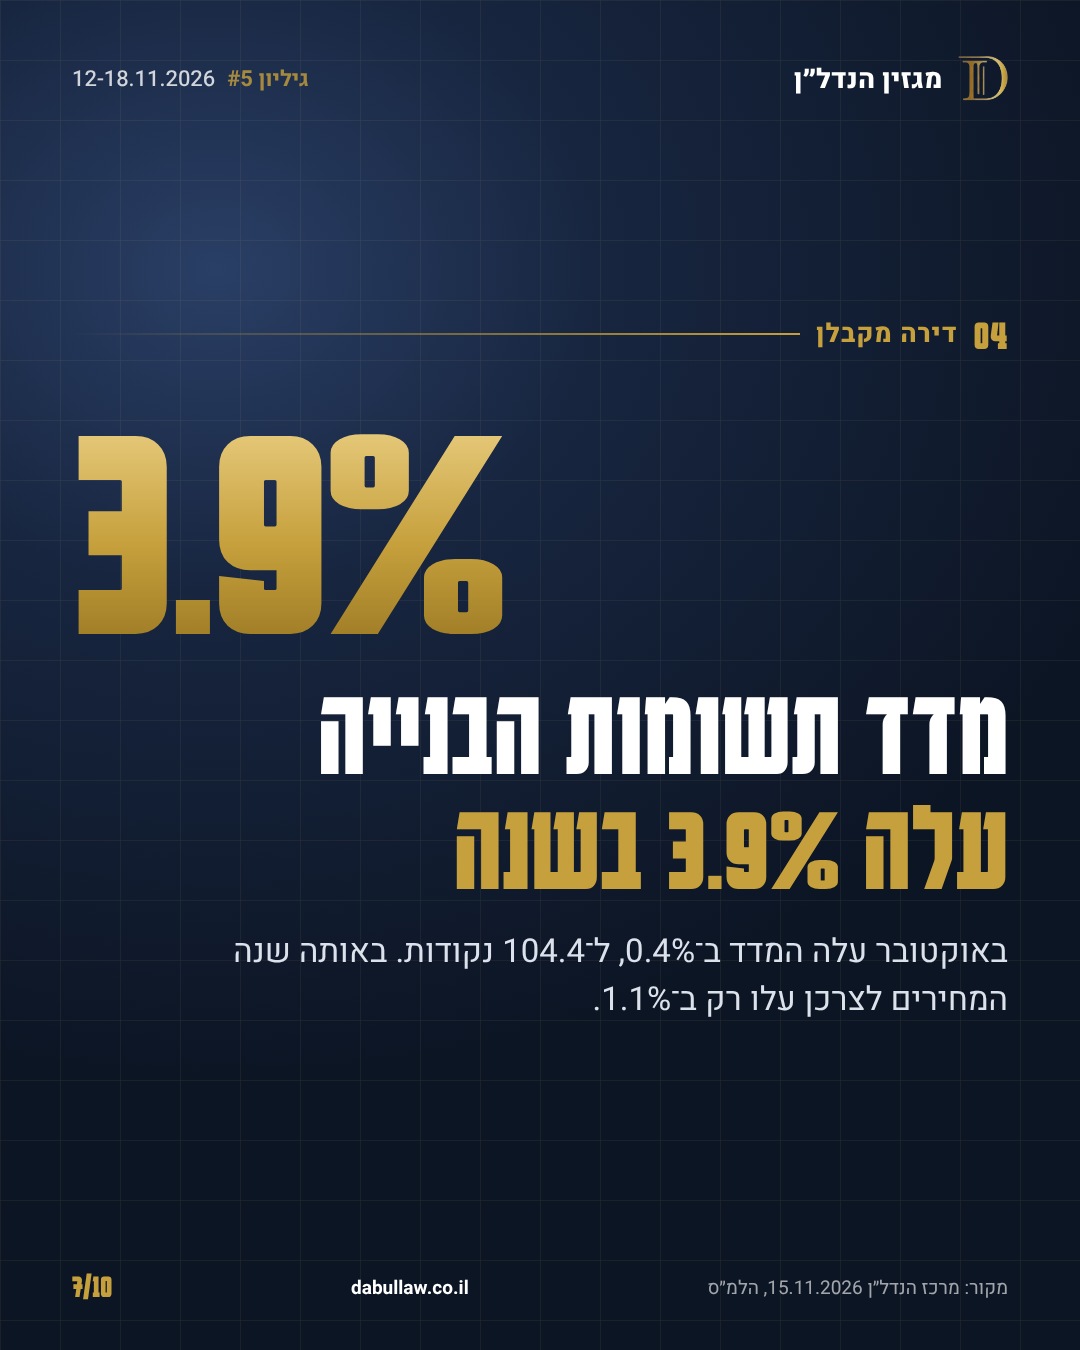 מגזין הנדל״ן
גיליון #5 12-18.11.2026
04 דירה מקבלן
3.9%
מדד תשומות הבנייה
עלה 3.9% בשנה
באוקטובר עלה המדד ב־0.4%, ל־104.4 נקודות. באותה שנה
המחירים לצרכן עלו רק ב־1.1%.
מקור: מרכז הנדל״ן 15.11.2026, הלמ״ס
dabullaw.co.il
7/10